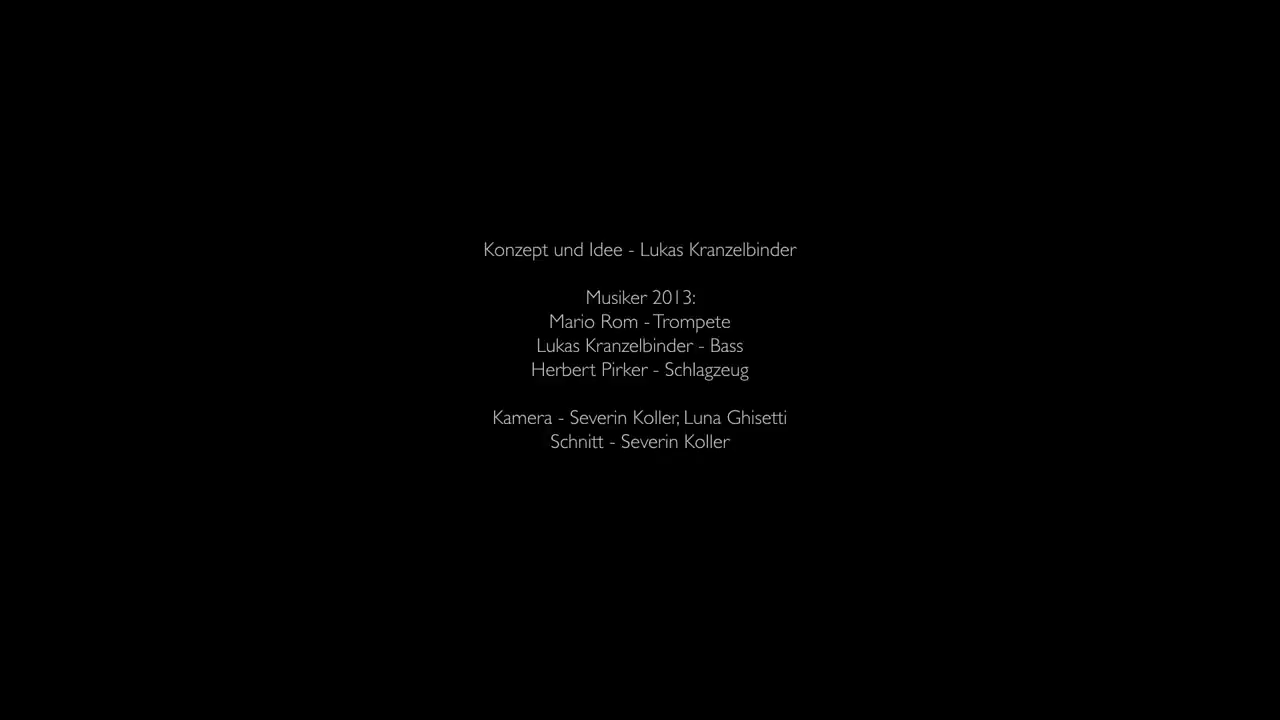 Konzept und Idee - Lukas Kranzelbinder
Musiker 2013:
Mario Rom - Trompete
Lukas Kranzelbinder - Bass
Herbert Pirker - Schlagzeug
Kamera - Severin Koller, Luna Ghisetti
Schnitt - Severin Koller